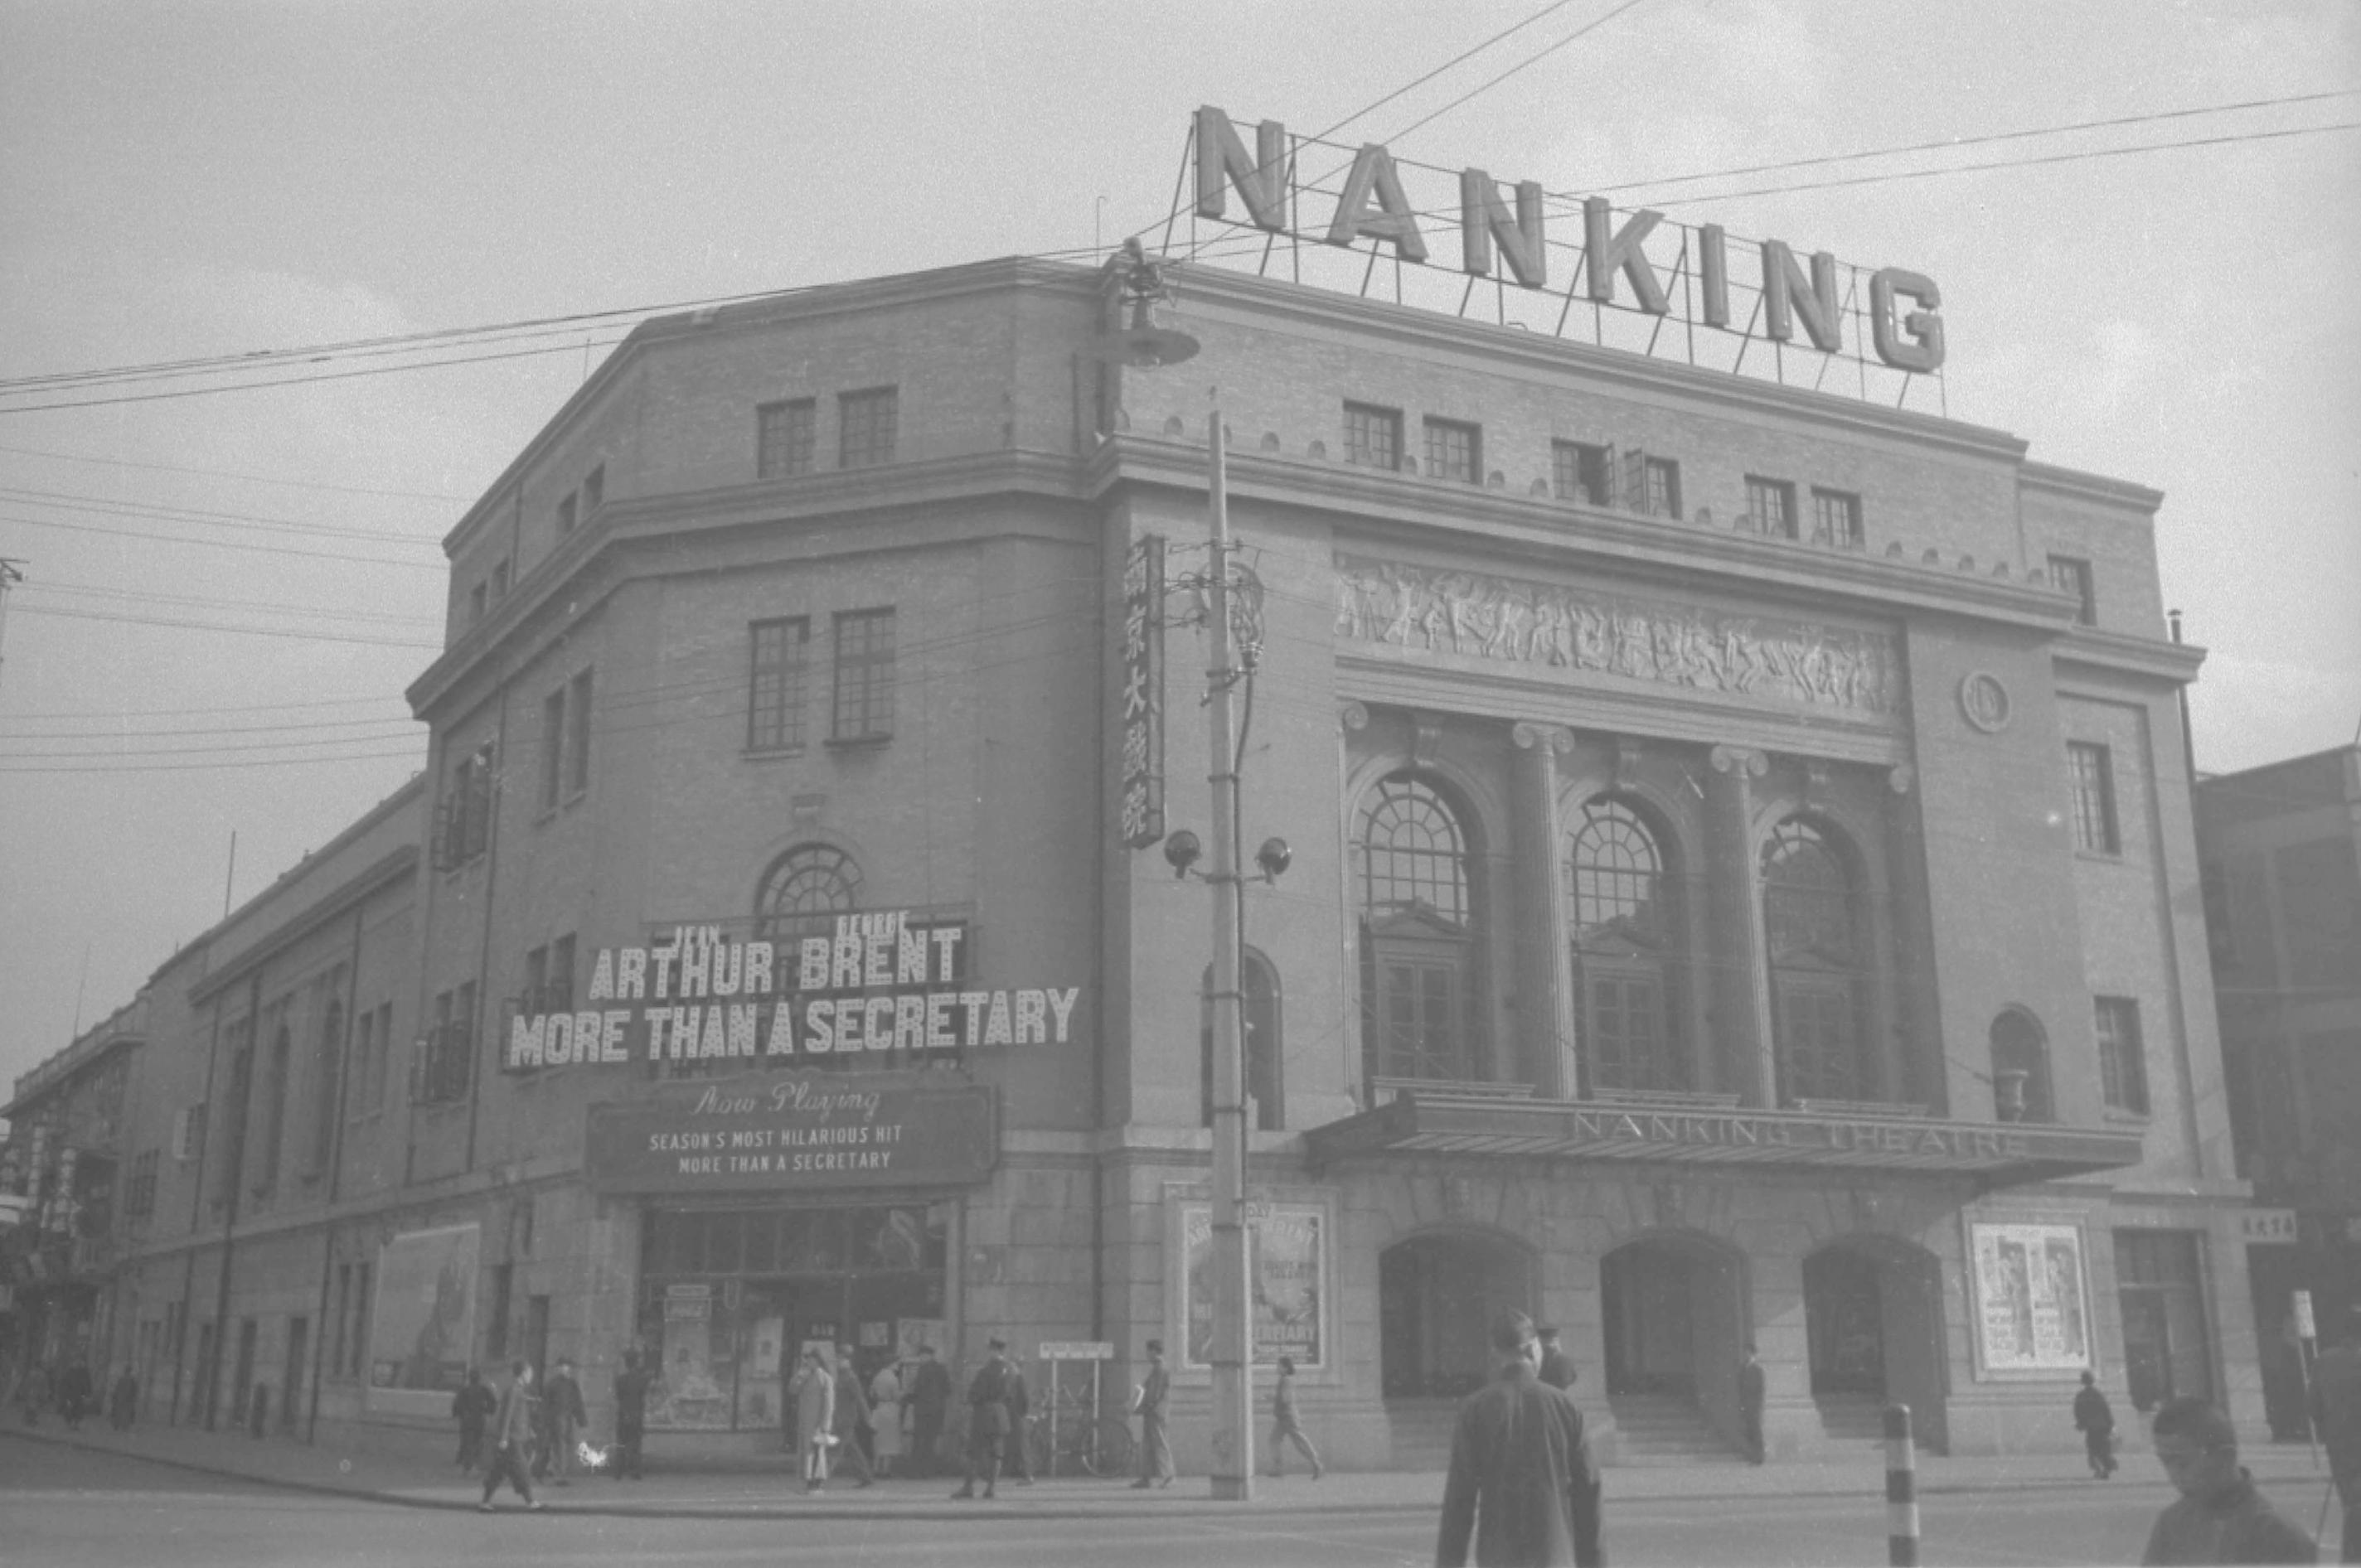 NANKING
南京大戲院
JEAN GEORGE
ARTHUR BRENT
MORE THAN A SECRETARY
Now Playing
SEASON'S MOST HILARIOUS HIT
MORE THAN A SECRETARY
NANKING THEATRE